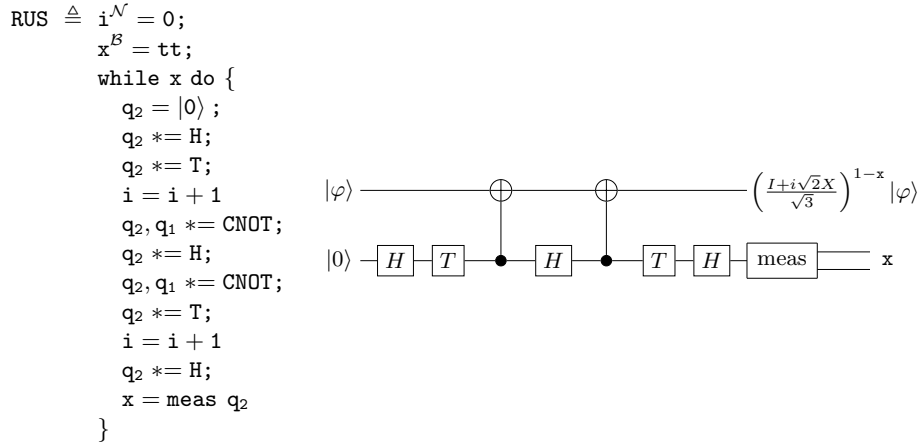 RUS ≜ i^𝒩 = 0;
x^ℬ = tt;
while x do {
q₂ = |0⟩ ;
q₂ *= H;
q₂ *= T;
i = i + 1
q₂, q₁ *= CNOT;
q₂ *= H;
q₂, q₁ *= CNOT;
q₂ *= T;
i = i + 1
q₂ *= H;
x = meas q₂
}
|φ⟩ ((I+i√2X)/√3)^{1−x} |φ⟩
|0⟩ H T H T H meas x